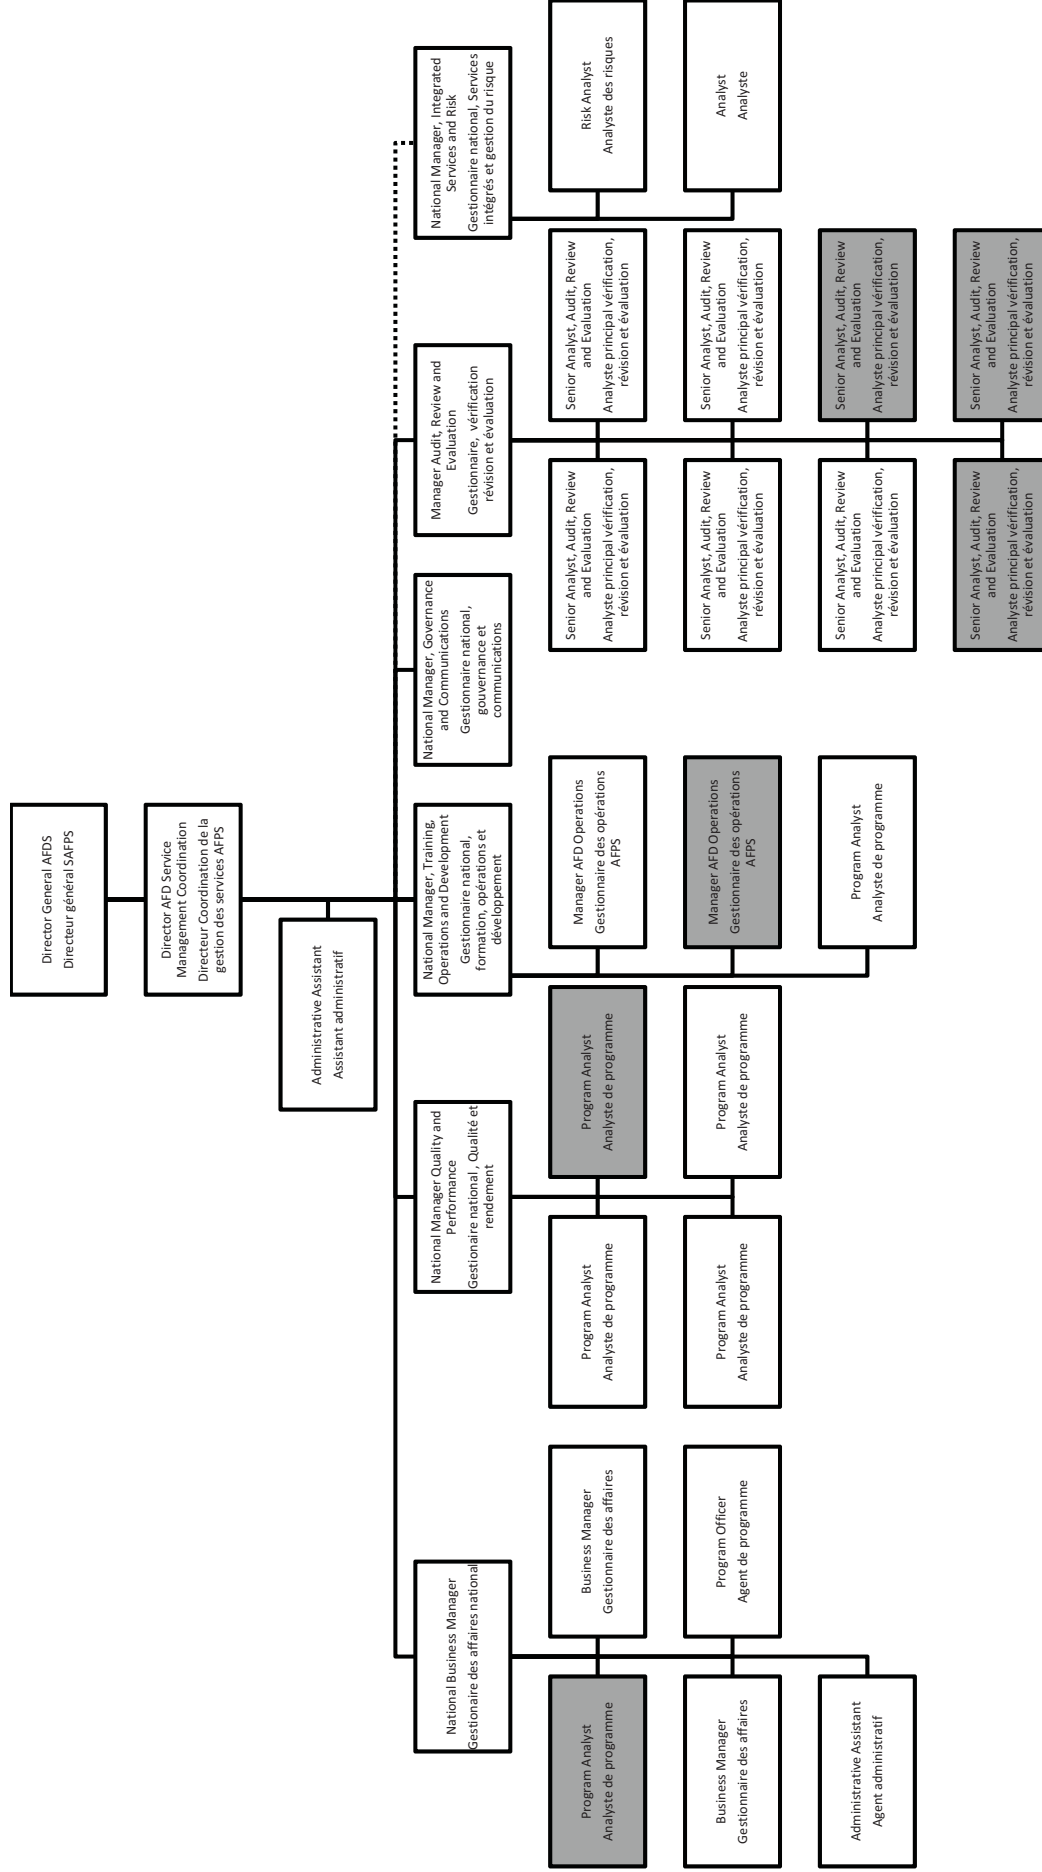 Director General AFDS
Directeur général SAFPS
Director AFD Service
Management Coordination
Directeur Coordination de la
gestion des services AFPS
Administrative Assistant
Assistant administratif
National Business Manager
Gestionaire des affaires national
National Manager Quality and
Performance
Gestionaire national , Qualité et
rendement
National Manager, Training,
Operations and Development
Gestionnaire national,
formation, opérations et
développement
National Manager, Governance
and Communications
Gestionnaire national,
gouvernance et
communications
Manager Audit, Review and
Evaluation
Gestionnaire, vérification
révision et évaluation
National Manager, Integrated
Services and Risk
Gestionnaire national, Services
intégrés et gestion du risque
Program Analyst
Analyste de programme
Business Manager
Gestionnaire des affaires
Program Analyst
Analyste de programme
Program Analyst
Analyste de programme
Manager AFD Operations
Gestionnaire des opérations
AFPS
Senior Analyst, Audit, Review
and Evaluation
Analyste principal vérification,
révision et évaluation
Senior Analyst, Audit, Review
and Evaluation
Analyste principal vérification,
révision et évaluation
Risk Analyst
Analyste des risques
Business Manager
Gestionnaire des affaires
Program Officer
Agent de programme
Program Analyst
Analyste de programme
Program Analyst
Analyste de programme
Manager AFD Operations
Gestionnaire des opérations
AFPS
Senior Analyst, Audit, Review
and Evaluation
Analyste principal vérification,
révision et évaluation
Senior Analyst, Audit, Review
and Evaluation
Analyste principal vérification,
révision et évaluation
Analyst
Analyste
Administrative Assistant
Agent administratif
Program Analyst
Analyste de programme
Senior Analyst, Audit, Review
and Evaluation
Analyste principal vérification,
révision et évaluation
Senior Analyst, Audit, Review
and Evaluation
Analyste principal vérification,
révision et évaluation
Senior Analyst, Audit, Review
and Evaluation
Analyste principal vérification,
révision et évaluation
Senior Analyst, Audit, Review
and Evaluation
Analyste principal vérification,
révision et évaluation